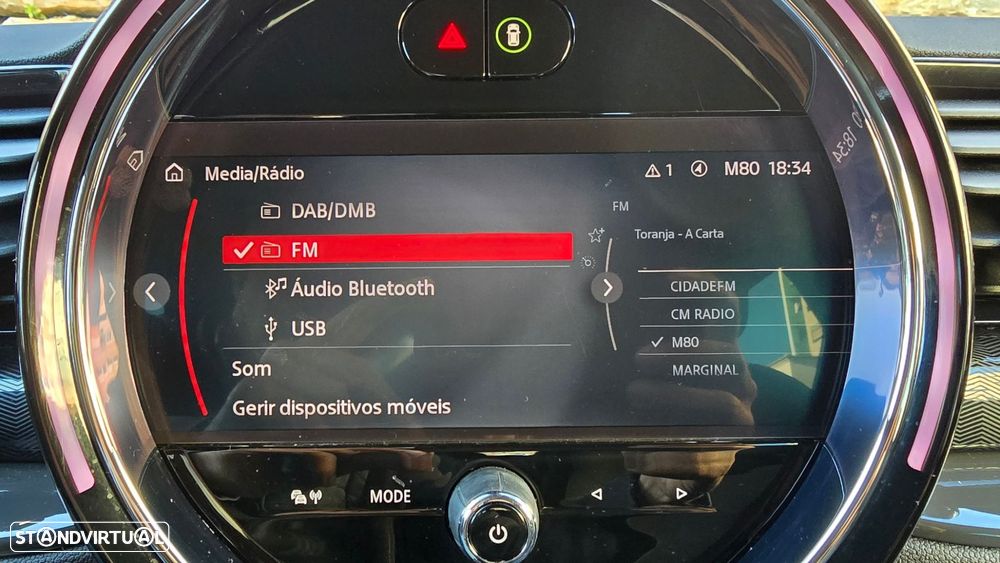 Media/Rádio
1 M80 18:34
DAB/DMB
FM
Áudio Bluetooth
USB
Som
Gerir dispositivos móveis
FM
Toranja - A Carta
CIDADEFM
CM RADIO
M80
MARGINAL
MODE
STANDVIRTUAL